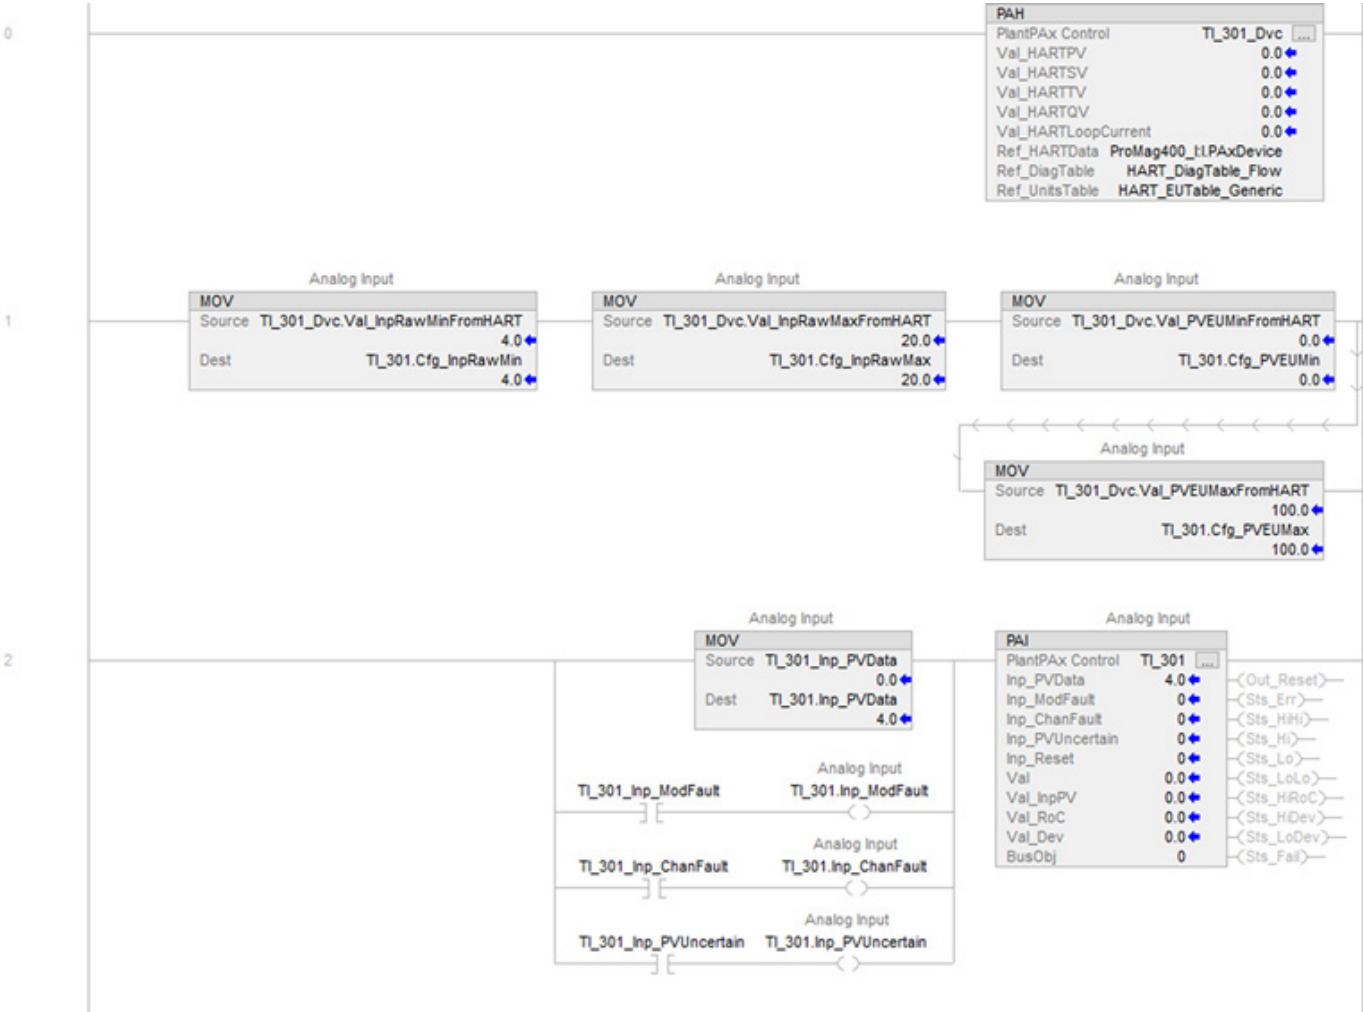 0
PAH
PlantPAx Control TI_301_Dvc ...
Val_HARTPV 0.0
Val_HARTSV 0.0
Val_HARTTV 0.0
Val_HARTQV 0.0
Val_HARTLoopCurrent 0.0
Ref_HARTData ProMag400_I:I.PAxDevice
Ref_DiagTable HART_DiagTable_Flow
Ref_UnitsTable HART_EUTable_Generic
1
Analog Input
MOV
Source TI_301_Dvc.Val_InpRawMinFromHART
4.0
Dest TI_301.Cfg_InpRawMin
4.0
Analog Input
MOV
Source TI_301_Dvc.Val_InpRawMaxFromHART
20.0
Dest TI_301.Cfg_InpRawMax
20.0
Analog Input
MOV
Source TI_301_Dvc.Val_PVEUMinFromHART
0.0
Dest TI_301.Cfg_PVEUMin
0.0
Analog Input
MOV
Source TI_301_Dvc.Val_PVEUMaxFromHART
100.0
Dest TI_301.Cfg_PVEUMax
100.0
2
Analog Input
MOV
Source TI_301_Inp_PVData
0.0
Dest TI_301.Inp_PVData
4.0
Analog Input
TI_301_Inp_ModFault TI_301.Inp_ModFault
Analog Input
TI_301_Inp_ChanFault TI_301.Inp_ChanFault
Analog Input
TI_301_Inp_PVUncertain TI_301.Inp_PVUncertain
Analog Input
PAI
PlantPAx Control TI_301 ...
Inp_PVData 4.0 (Out_Reset)
Inp_ModFault 0 (Sts_Err)
Inp_ChanFault 0 (Sts_HiHi)
Inp_PVUncertain 0 (Sts_Hi)
Inp_Reset 0 (Sts_Lo)
Val 0.0 (Sts_LoLo)
Val_InpPV 0.0 (Sts_HiRoC)
Val_RoC 0.0 (Sts_HiDev)
Val_Dev 0.0 (Sts_LoDev)
BusObj 0 (Sts_Fail)